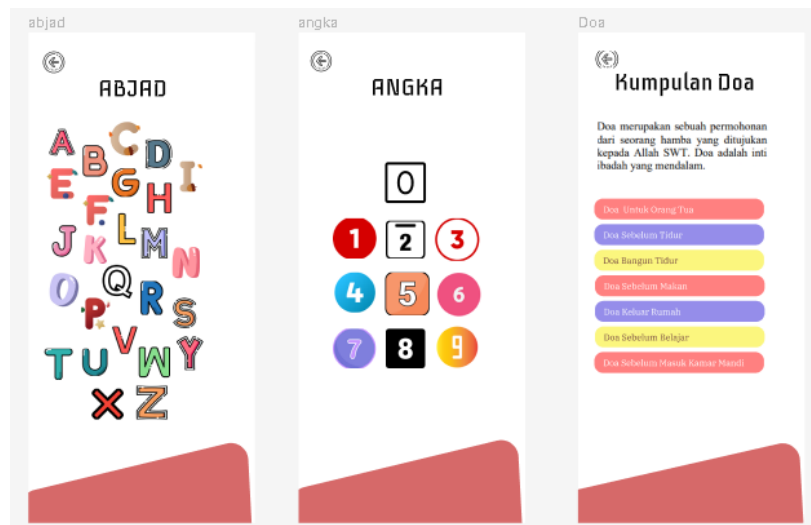 abjad
ABJAD
A B C D
E F G H I
J K L M N
O P Q R S
T U V W Y
X Z
angka
ANGKA
0
1 2 3
4 5 6
7 8 9
Doa
Kumpulan Doa
Doa merupakan sebuah permohonan
dari seorang hamba yang ditujukan
kepada Allah SWT. Doa adalah inti
ibadah yang mendalam.
Doa Untuk Orang Tua
Doa Sebelum Tidur
Doa Bangun Tidur
Doa Sebelum Makan
Doa Keluar Rumah
Doa Sebelum Belajar
Doa Sebelum Masuk Kamar Mandi